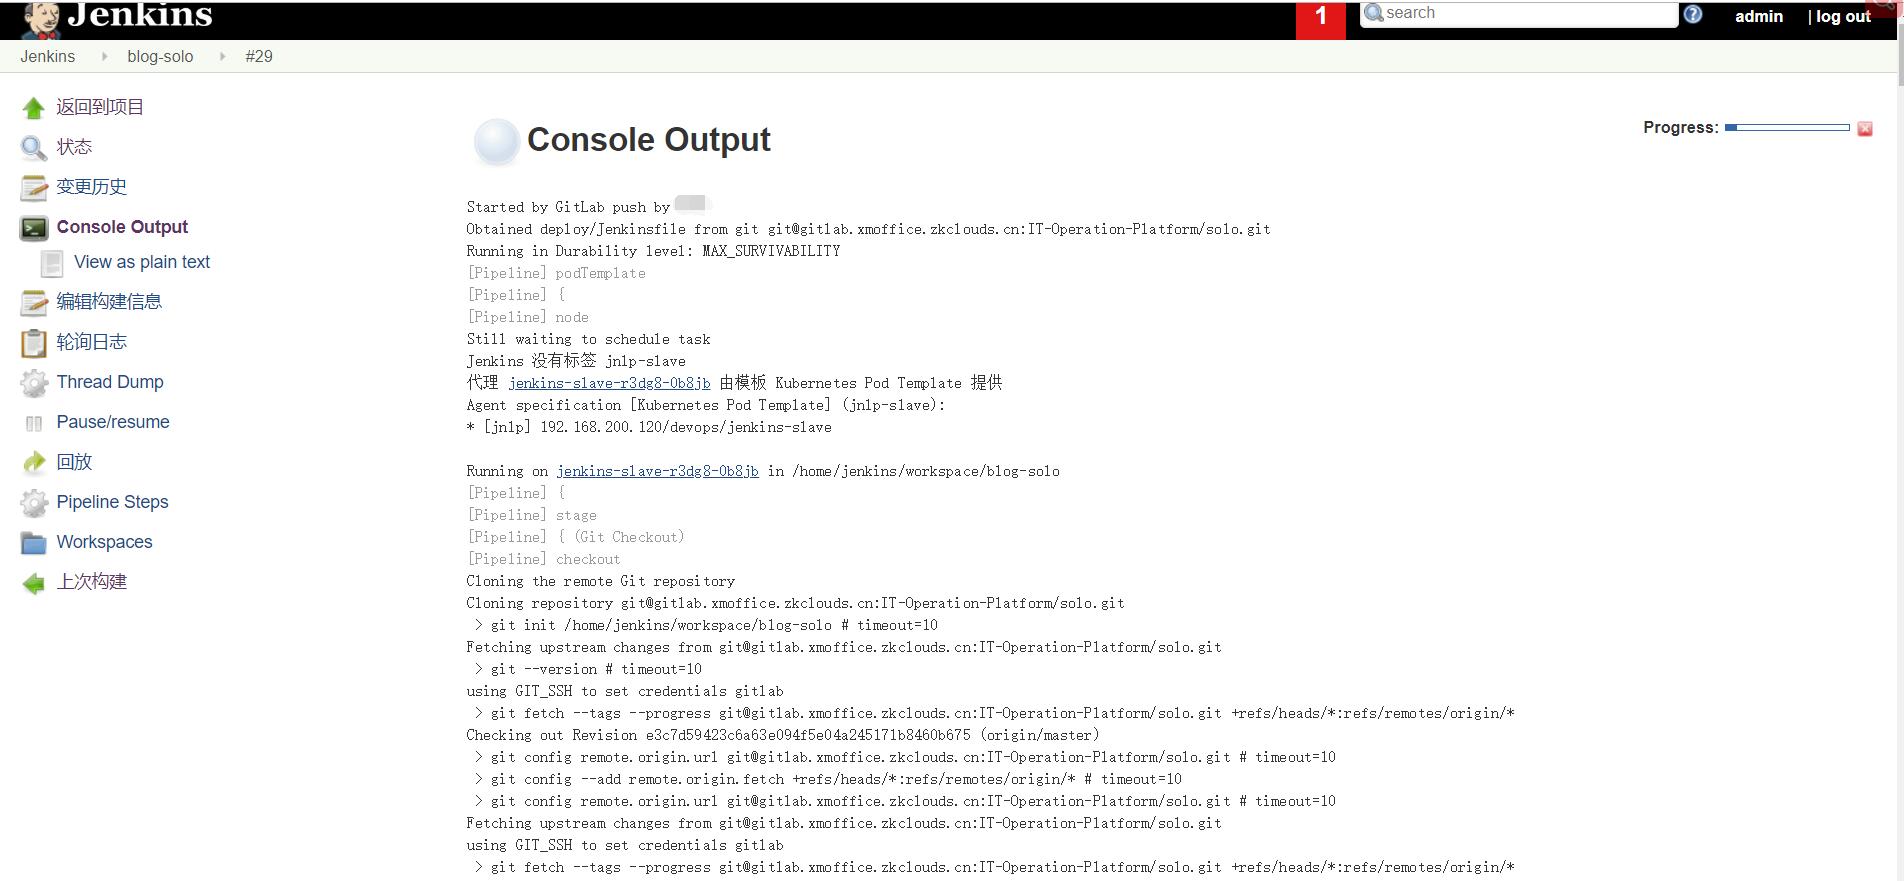 Jenkins
1
search
admin
| log out
Jenkins
blog-solo
#29
返回到项目
状态
变更历史
Console Output
View as plain text
编辑构建信息
轮询日志
Thread Dump
Pause/resume
回放
Pipeline Steps
Workspaces
上次构建
Console Output
Progress:
Started by GitLab push by
Obtained deploy/Jenkinsfile from git git@gitlab.xmoffice.zkclouds.cn:IT-Operation-Platform/solo.git
Running in Durability level: MAX_SURVIVABILITY
[Pipeline] podTemplate
[Pipeline] {
[Pipeline] node
Still waiting to schedule task
Jenkins 没有标签 jnlp-slave
代理 jenkins-slave-r3dg8-0b8jb 由模板 Kubernetes Pod Template 提供
Agent specification [Kubernetes Pod Template] (jnlp-slave):
* [jnlp] 192.168.200.120/devops/jenkins-slave
Running on jenkins-slave-r3dg8-0b8jb in /home/jenkins/workspace/blog-solo
[Pipeline] {
[Pipeline] stage
[Pipeline] { (Git Checkout)
[Pipeline] checkout
Cloning the remote Git repository
Cloning repository git@gitlab.xmoffice.zkclouds.cn:IT-Operation-Platform/solo.git
> git init /home/jenkins/workspace/blog-solo # timeout=10
Fetching upstream changes from git@gitlab.xmoffice.zkclouds.cn:IT-Operation-Platform/solo.git
> git --version # timeout=10
using GIT_SSH to set credentials gitlab
> git fetch --tags --progress git@gitlab.xmoffice.zkclouds.cn:IT-Operation-Platform/solo.git +refs/heads/*:refs/remotes/origin/*
Checking out Revision e3c7d59423c6a63e094f5e04a245171b8460b675 (origin/master)
> git config remote.origin.url git@gitlab.xmoffice.zkclouds.cn:IT-Operation-Platform/solo.git # timeout=10
> git config --add remote.origin.fetch +refs/heads/*:refs/remotes/origin/* # timeout=10
> git config remote.origin.url git@gitlab.xmoffice.zkclouds.cn:IT-Operation-Platform/solo.git # timeout=10
Fetching upstream changes from git@gitlab.xmoffice.zkclouds.cn:IT-Operation-Platform/solo.git
using GIT_SSH to set credentials gitlab
> git fetch --tags --progress git@gitlab.xmoffice.zkclouds.cn:IT-Operation-Platform/solo.git +refs/heads/*:refs/remotes/origin/*